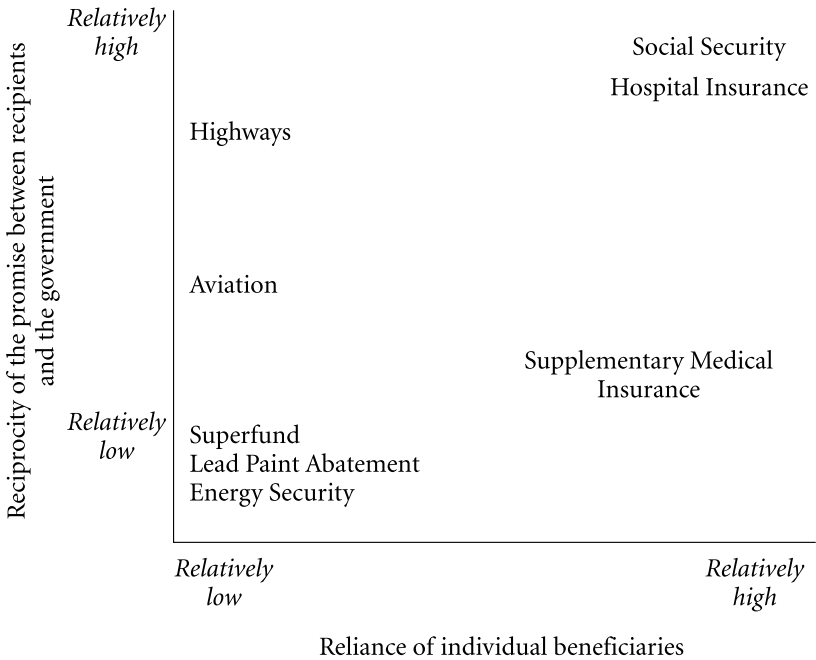 Relatively
high
Social Security
Hospital Insurance
Highways
Reciprocity of the promise between recipients
and the government
Aviation
Supplementary Medical
Insurance
Relatively
low
Superfund
Lead Paint Abatement
Energy Security
Relatively
low
Relatively
high
Reliance of individual beneficiaries